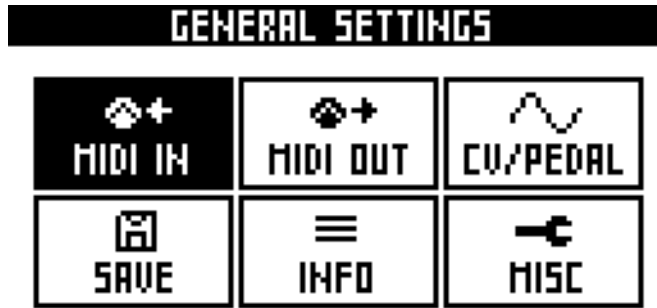 GENERAL SETTINGS
MIDI IN MIDI OUT CV/PEDAL
SAVE INFO MISC